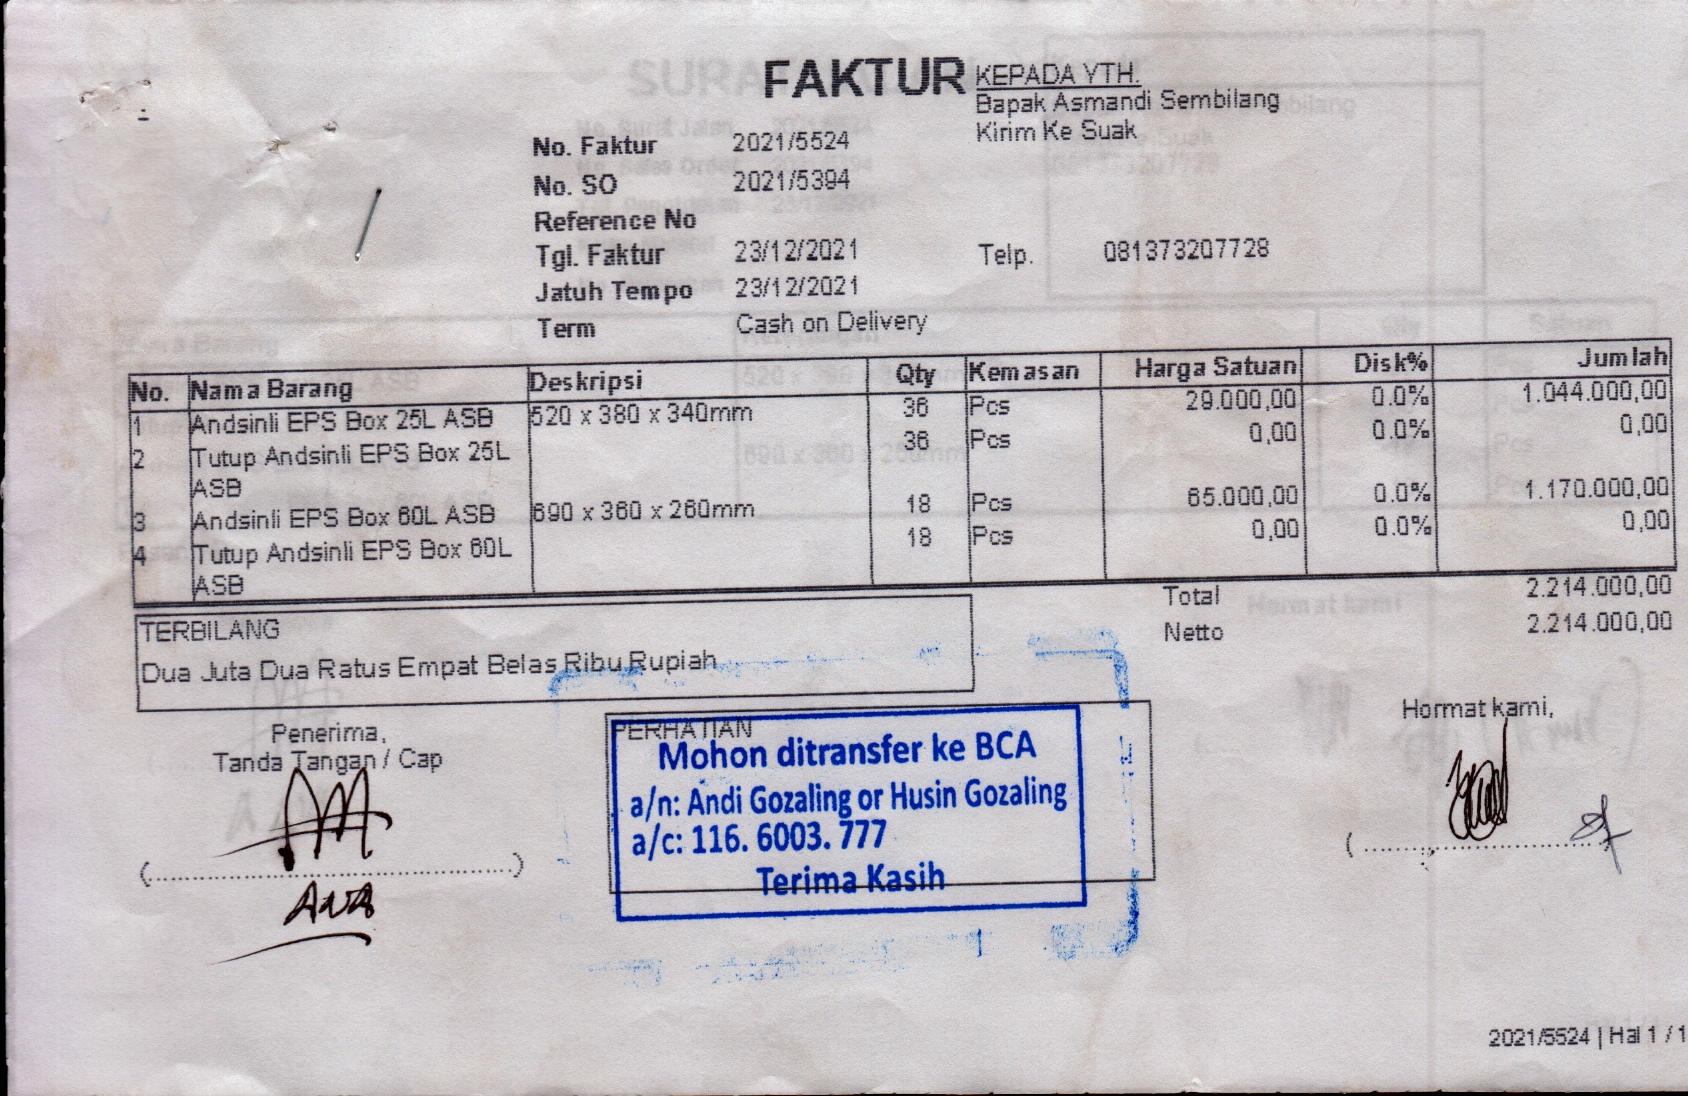 FAKTUR
KEPADA YTH.
Bapak Asmandi Sembilang
Kirim Ke Suak
No. Faktur 2021/5524
No. SO 2021/5394
Reference No
Tgl. Faktur 23/12/2021 Telp. 081373207728
Jatuh Tempo 23/12/2021
Term Cash on Delivery
No. Nama Barang Deskripsi Qty Kemasan Harga Satuan Disk% Jumlah
1 Andsinli EPS Box 25L ASB 520 x 380 x 340mm 36 Pcs 29.000,00 0.0% 1.044.000,00
2 Tutup Andsinli EPS Box 25L 36 Pcs 0,00 0.0% 0,00
ASB
3 Andsinli EPS Box 60L ASB 690 x 360 x 260mm 18 Pcs 65.000,00 0.0% 1.170.000,00
4 Tutup Andsinli EPS Box 60L 18 Pcs 0,00 0.0% 0,00
ASB
Total 2.214.000,00
Netto 2.214.000,00
TERBILANG
Dua Juta Dua Ratus Empat Belas Ribu Rupiah
Penerima,
Tanda Tangan / Cap
PERHATIAN
Mohon ditransfer ke BCA
a/n: Andi Gozaling or Husin Gozaling
a/c: 116. 6003. 777
Terima Kasih
Hormat kami,
2021/5524 | Hal 1 / 1